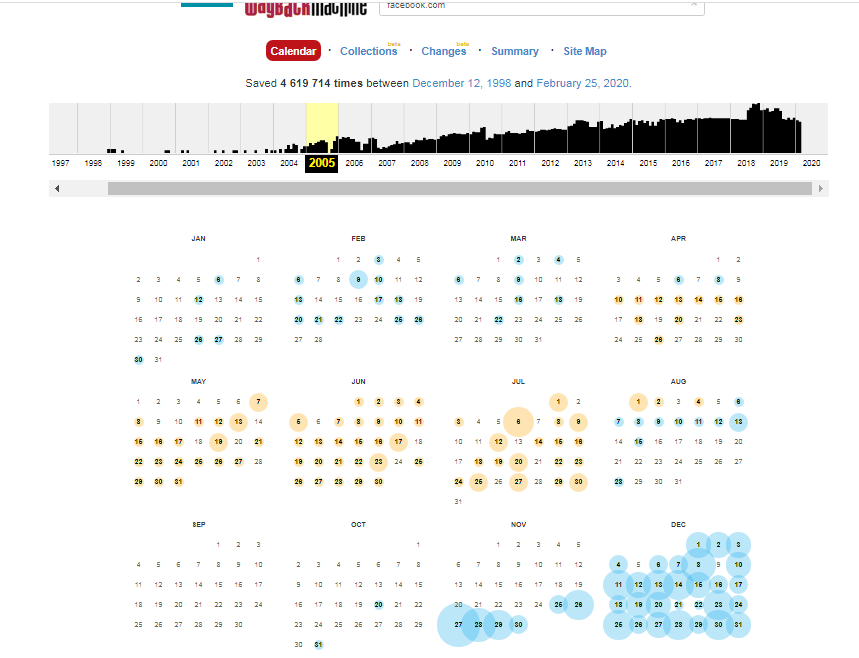 WayBackMachine
facebook.com
Calendar · Collections beta · Changes beta · Summary · Site Map
Saved 4 619 714 times between December 12, 1998 and February 25, 2020.
1997 1998 1999 2000 2001 2002 2003 2004 2005 2006 2007 2008 2009 2010 2011 2012 2013 2014 2015 2016 2017 2018 2019 2020
JAN FEB MAR APR
1 1 2 3 4 5 1 2 3 4 5 1 2
2 3 4 5 6 7 8 6 7 8 9 10 11 12 6 7 8 9 10 11 12 3 4 5 6 7 8 9
9 10 11 12 13 14 15 13 14 15 16 17 18 19 13 14 15 16 17 18 19 10 11 12 13 14 15 16
16 17 18 19 20 21 22 20 21 22 23 24 25 26 20 21 22 23 24 25 26 17 18 19 20 21 22 23
23 24 25 26 27 28 29 27 28 27 28 29 30 31 24 25 26 27 28 29 30
30 31
MAY JUN JUL AUG
1 2 3 4 5 6 7 1 2 3 4 1 2 1 2 3 4 5 6
8 9 10 11 12 13 14 5 6 7 8 9 10 11 3 4 5 6 7 8 9 7 8 9 10 11 12 13
15 16 17 18 19 20 21 12 13 14 15 16 17 18 10 11 12 13 14 15 16 14 15 16 17 18 19 20
22 23 24 25 26 27 28 19 20 21 22 23 24 25 17 18 19 20 21 22 23 21 22 23 24 25 26 27
29 30 31 26 27 28 29 30 24 25 26 27 28 29 30 28 29 30 31
31
SEP OCT NOV DEC
1 2 3 1 1 2 3 4 5 1 2 3
4 5 6 7 8 9 10 2 3 4 5 6 7 8 6 7 8 9 10 11 12 4 5 6 7 8 9 10
11 12 13 14 15 16 17 9 10 11 12 13 14 15 13 14 15 16 17 18 19 11 12 13 14 15 16 17
18 19 20 21 22 23 24 16 17 18 19 20 21 22 20 21 22 23 24 25 26 18 19 20 21 22 23 24
25 26 27 28 29 30 23 24 25 26 27 28 29 27 28 29 30 25 26 27 28 29 30 31
30 31